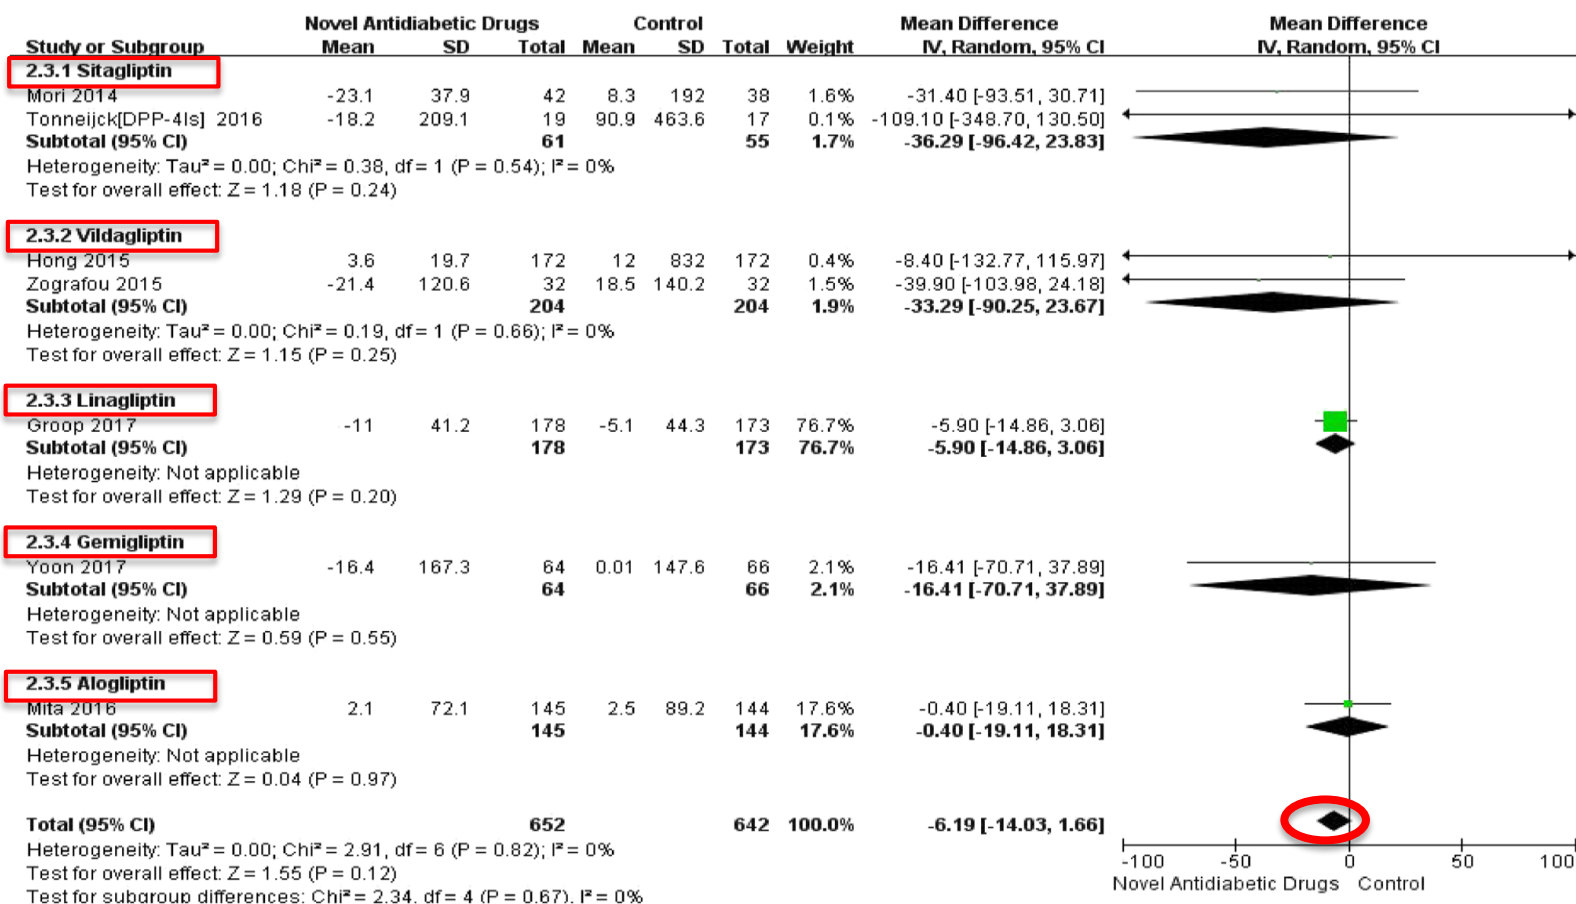 Novel Antidiabetic Drugs Control Mean Difference Mean Difference
Study or Subgroup Mean SD Total Mean SD Total Weight IV, Random, 95% CI IV, Random, 95% CI
2.3.1 Sitagliptin
Mori 2014 -23.1 37.9 42 8.3 192 38 1.6% -31.40 [-93.51, 30.71]
Tonneijck[DPP-4Is] 2016 -18.2 209.1 19 90.9 463.6 17 0.1% -109.10 [-348.70, 130.50]
Subtotal (95% CI) 61 55 1.7% -36.29 [-96.42, 23.83]
Heterogeneity: Tau² = 0.00; Chi² = 0.38, df = 1 (P = 0.54); I² = 0%
Test for overall effect: Z = 1.18 (P = 0.24)
2.3.2 Vildagliptin
Hong 2015 3.6 19.7 172 12 832 172 0.4% -8.40 [-132.77, 115.97]
Zografou 2015 -21.4 120.6 32 18.5 140.2 32 1.5% -39.90 [-103.98, 24.18]
Subtotal (95% CI) 204 204 1.9% -33.29 [-90.25, 23.67]
Heterogeneity: Tau² = 0.00; Chi² = 0.19, df = 1 (P = 0.66); I² = 0%
Test for overall effect: Z = 1.15 (P = 0.25)
2.3.3 Linagliptin
Groop 2017 -11 41.2 178 -5.1 44.3 173 76.7% -5.90 [-14.86, 3.06]
Subtotal (95% CI) 178 173 76.7% -5.90 [-14.86, 3.06]
Heterogeneity: Not applicable
Test for overall effect: Z = 1.29 (P = 0.20)
2.3.4 Gemigliptin
Yoon 2017 -16.4 167.3 64 0.01 147.6 66 2.1% -16.41 [-70.71, 37.89]
Subtotal (95% CI) 64 66 2.1% -16.41 [-70.71, 37.89]
Heterogeneity: Not applicable
Test for overall effect: Z = 0.59 (P = 0.55)
2.3.5 Alogliptin
Mita 2016 2.1 72.1 145 2.5 89.2 144 17.6% -0.40 [-19.11, 18.31]
Subtotal (95% CI) 145 144 17.6% -0.40 [-19.11, 18.31]
Heterogeneity: Not applicable
Test for overall effect: Z = 0.04 (P = 0.97)
Total (95% CI) 652 642 100.0% -6.19 [-14.03, 1.66]
Heterogeneity: Tau² = 0.00; Chi² = 2.91, df = 6 (P = 0.82); I² = 0%
Test for overall effect: Z = 1.55 (P = 0.12)
Test for subgroup differences: Chi² = 2.34, df = 4 (P = 0.67), I² = 0%
-100 -50 0 50 100
Novel Antidiabetic Drugs Control